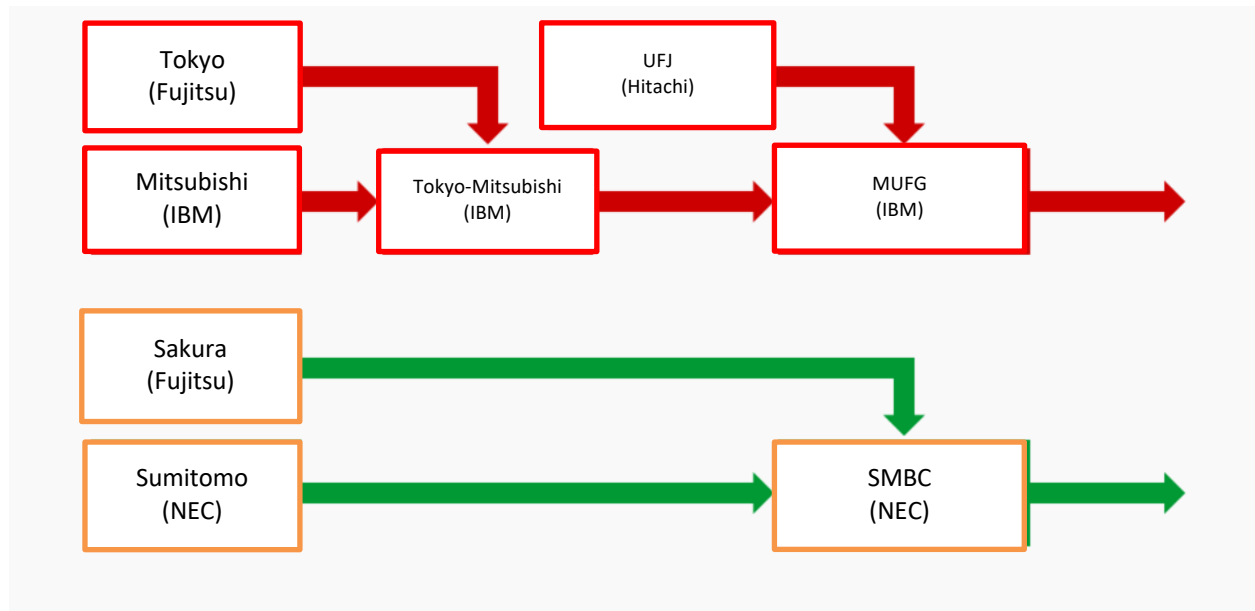 Tokyo
(Fujitsu)
UFJ
(Hitachi)
Mitsubishi
(IBM)
Tokyo-Mitsubishi
(IBM)
MUFG
(IBM)
Sakura
(Fujitsu)
Sumitomo
(NEC)
SMBC
(NEC)